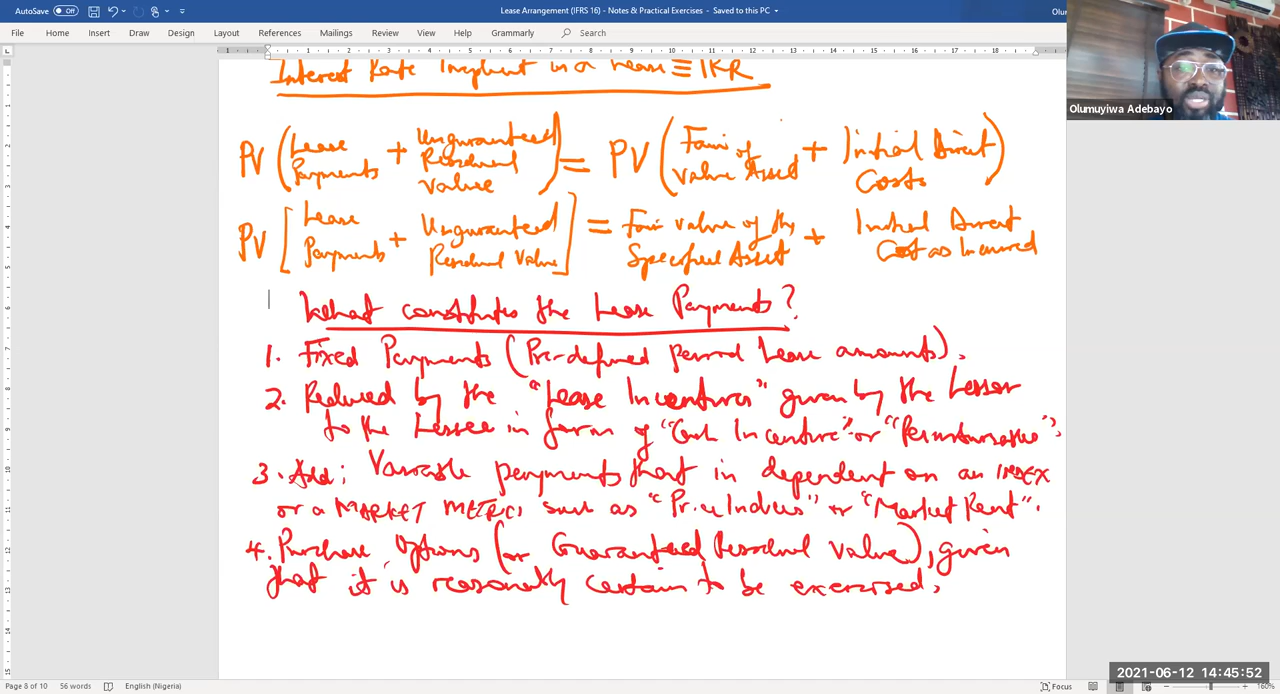 AutoSave Off
Lease Arrangement (IFRS 16) - Notes & Practical Exercises - Saved to this PC
Olu
File Home Insert Draw Design Layout References Mailings Review View Help Grammarly Search
Olumuyiwa Adebayo
Interest Rate Implicit in a Lease ≡ IRR
PV (Lease Payments + Unguranteed Residual Value) = PV (Fair Value of Asset + Initial Direct Costs)
PV [Lease Payments + Unguranteed Residual Value] = Fair value of the Specified Asset + Initial Direct Cost as Incurred
What constitutes the Lease Payments?
1. Fixed Payments (Pre-defined period Lease amounts).
2. Reduced by the "Lease Incentives" given by the Lessor
to the Lessee in form of "Cash Incentive" or
3. Add: Variable payments that is dependent on an INDEX
or a MARKET METRICS such as "Price Indices" or "Market Rent".
4. Purchase Options (or Guaranteed Residual value), given
that it is reasonably certain to be exercised.
2021-06-12 14:45:52
Page 8 of 10 56 words English (Nigeria) Focus 160%